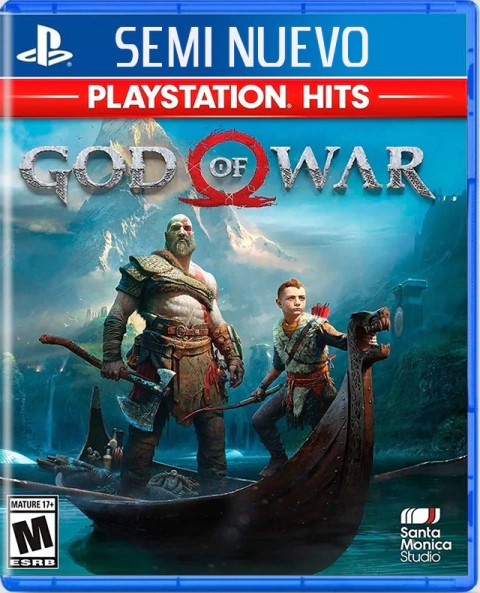 SEMI NUEVO
PLAYSTATION. HITS
GOD OF WAR
MATURE 17+
M
ESRB
Santa
Monica
Studio